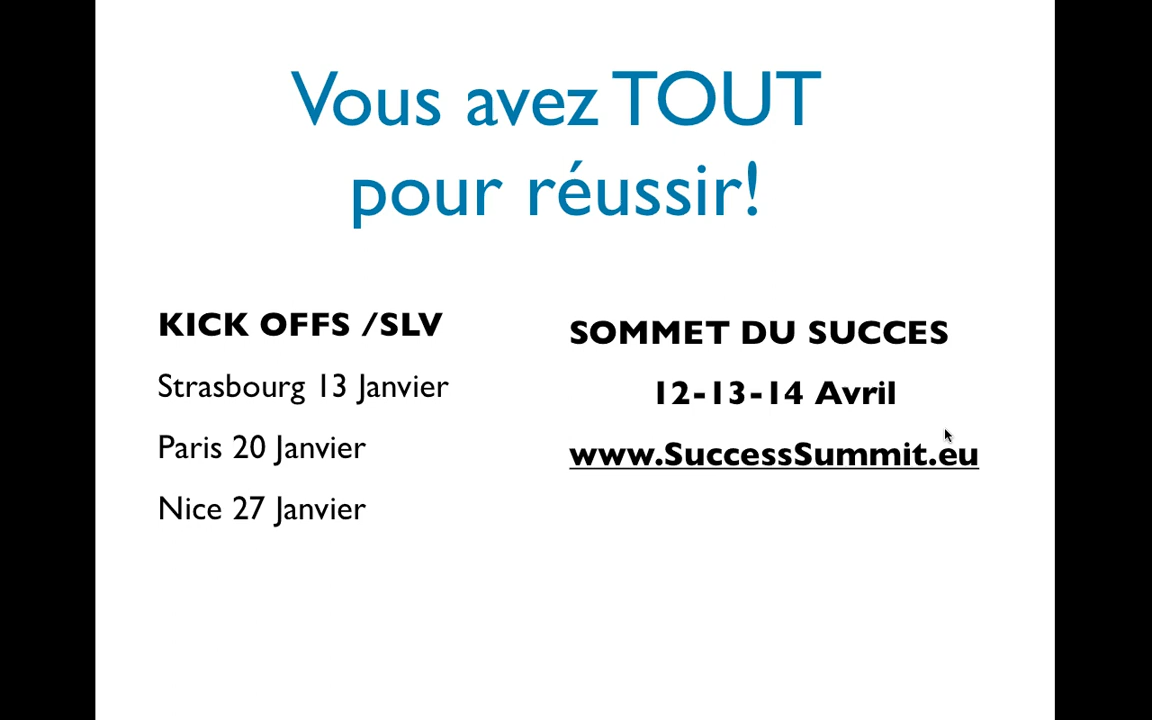 Vous avez TOUT
pour réussir!
KICK OFFS /SLV
Strasbourg 13 Janvier
Paris 20 Janvier
Nice 27 Janvier
SOMMET DU SUCCES
12-13-14 Avril
www.SuccessSummit.eu